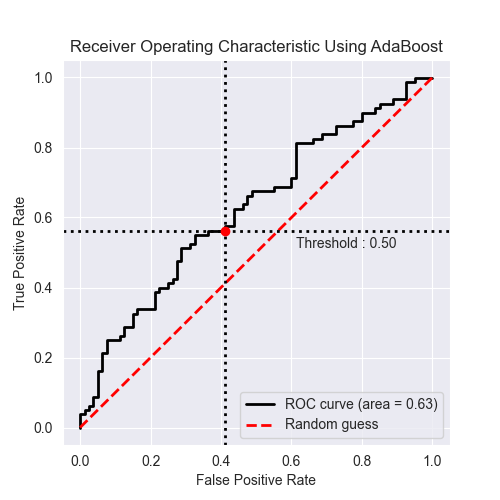 Receiver Operating Characteristic Using AdaBoost
True Positive Rate
1.0
0.8
0.6
0.4
0.2
0.0
Threshold : 0.50
ROC curve (area = 0.63)
Random guess
0.0 0.2 0.4 0.6 0.8 1.0
False Positive Rate